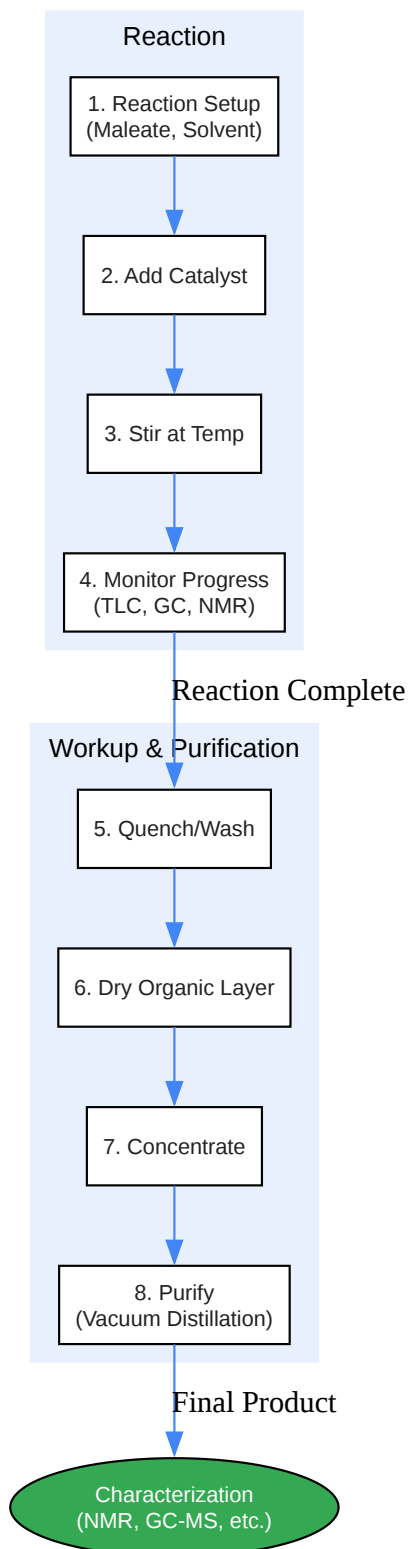 Reaction
1. Reaction Setup
(Maleate, Solvent)
2. Add Catalyst
3. Stir at Temp
4. Monitor Progress
(TLC, GC, NMR)
Reaction Complete
Workup & Purification
5. Quench/Wash
6. Dry Organic Layer
7. Concentrate
8. Purify
(Vacuum Distillation)
Final Product
Characterization
(NMR, GC-MS, etc.)